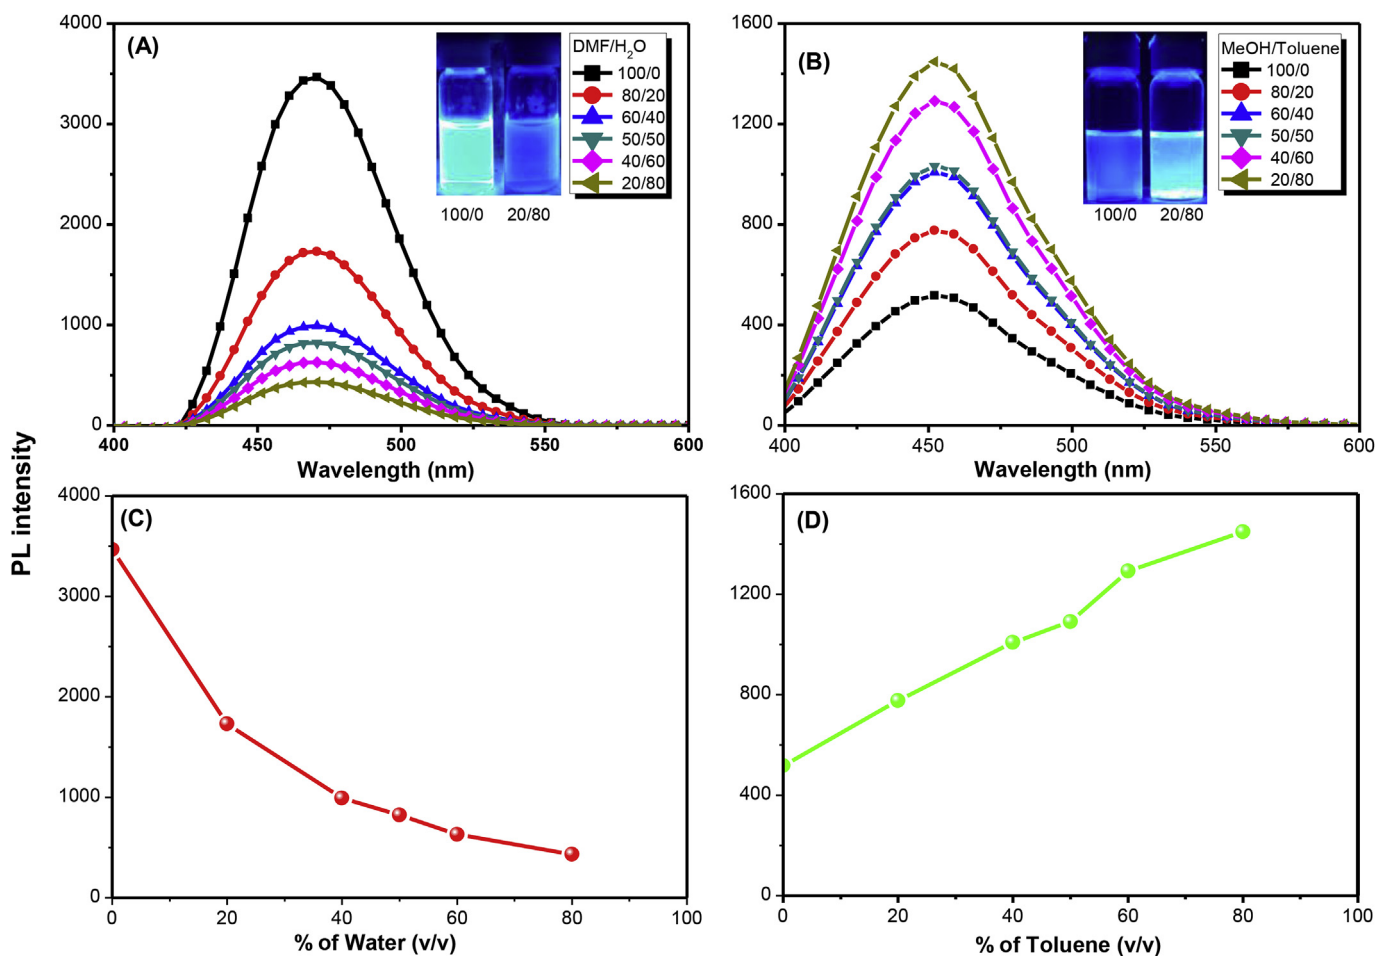 PL intensity
(A)
DMF/H2O
100/0
80/20
60/40
50/50
40/60
20/80
100/0 20/80
4000
3000
2000
1000
0
400 450 500 550 600
Wavelength (nm)
(B)
MeOH/Toluene
100/0
80/20
60/40
50/50
40/60
20/80
100/0 20/80
1600
1200
800
400
0
400 450 500 550 600
Wavelength (nm)
(C)
4000
3000
2000
1000
0
0 20 40 60 80 100
% of Water (v/v)
(D)
1600
1200
800
400
0
0 20 40 60 80 100
% of Toluene (v/v)